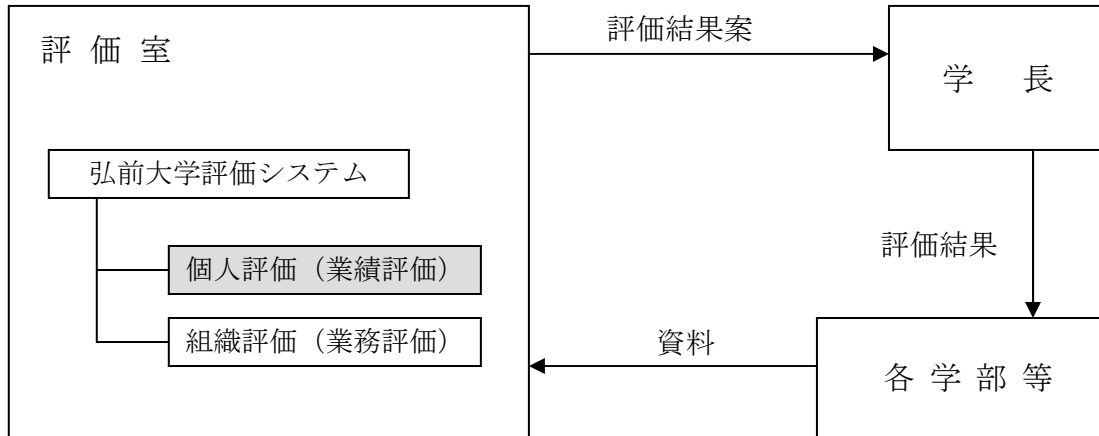 評価室
評価結果案
学長
弘前大学評価システム
個人評価（業績評価）
評価結果
組織評価（業務評価）
資料
各学部等